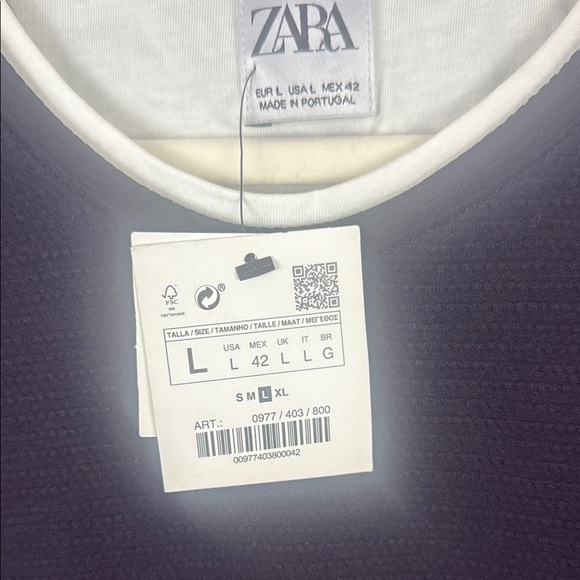 ZARA
EUR L USA L MEX 42
MADE IN PORTUGAL
FSC
MIX
TALLA / SIZE / TAMANHO / TAILLE / MAAT / ΜΕΓΕΘΟΣ
USA MEX UK IT BR
L L 42 L L G
S M L XL
ART.: 0977 / 403 / 800
00977403800042